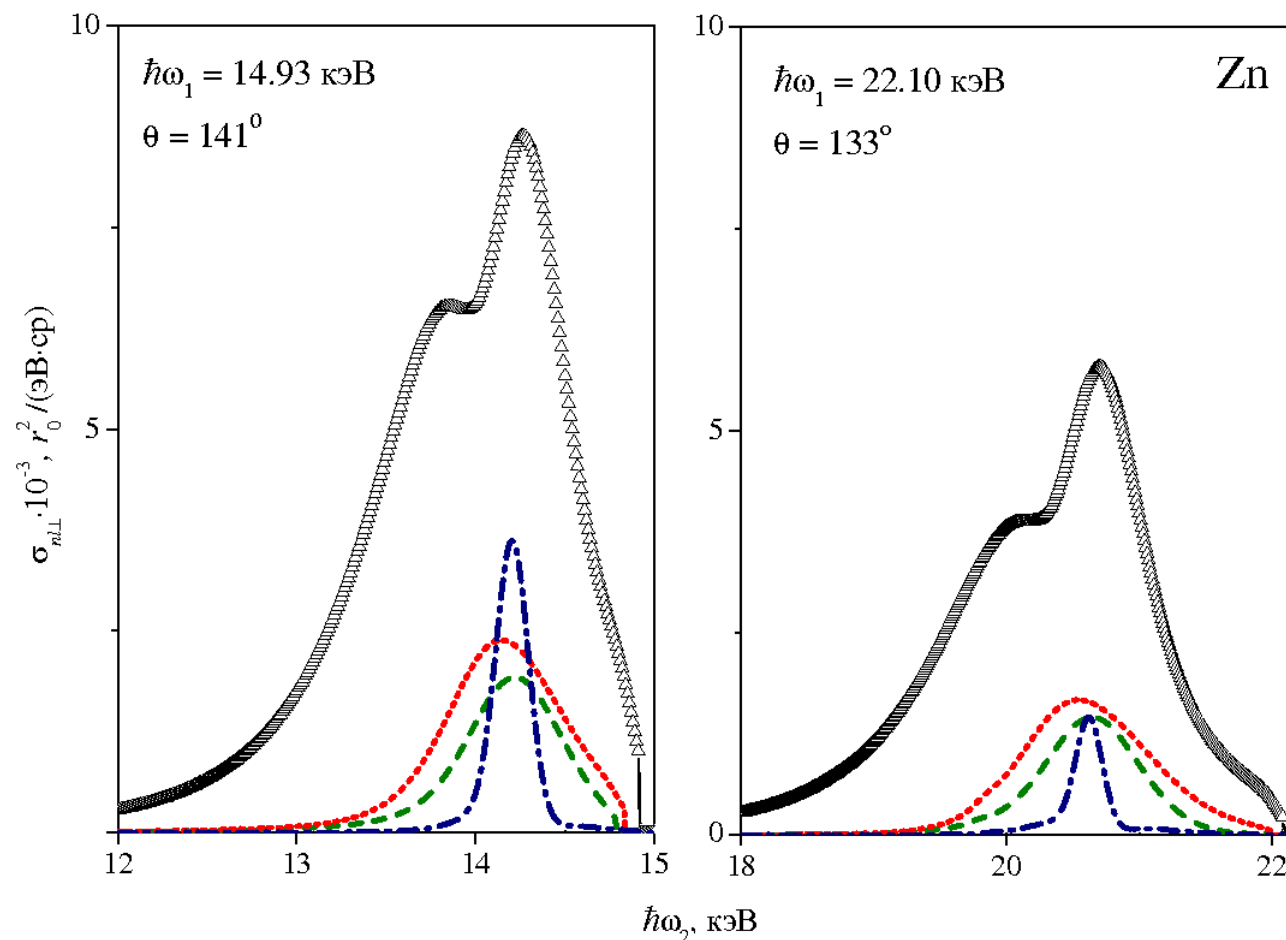 10
ħω₁ = 14.93 кэВ
θ = 141⁰
5
12
13
14
15
10
ħω₁ = 22.10 кэВ
θ = 133°
Zn
5
0
18
20
22
σₙₗ⊥·10⁻³, r₀²/(эВ·ср)
ħω₂, кэВ